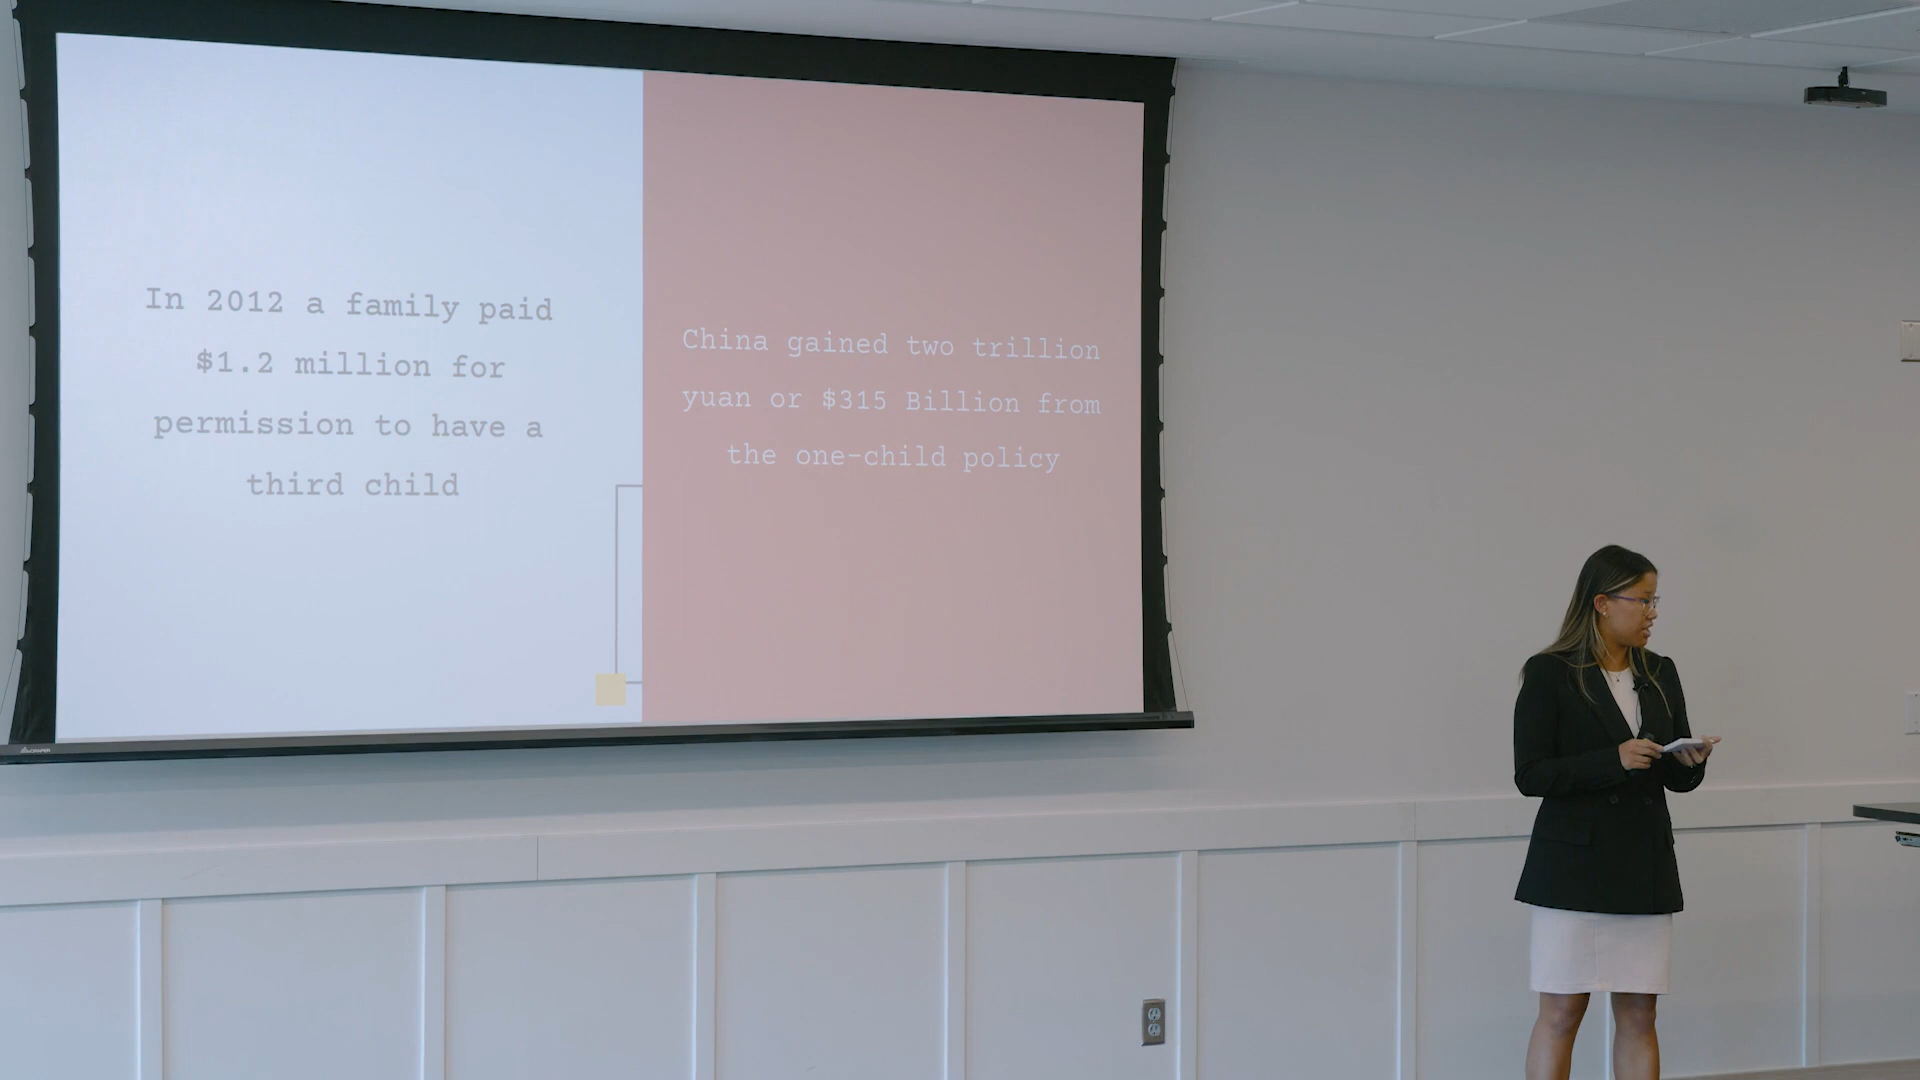 In 2012 a family paid
$1.2 million for
permission to have a
third child
China gained two trillion
yuan or $315 Billion from
the one-child policy